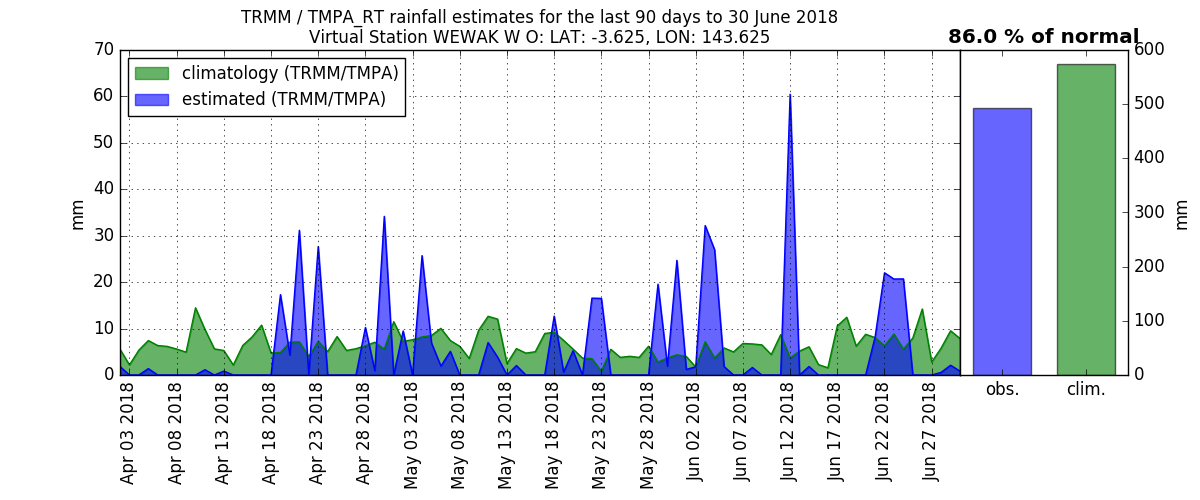 TRMM / TMPA_RT rainfall estimates for the last 90 days to 30 June 2018
Virtual Station WEWAK W O: LAT: -3.625, LON: 143.625
86.0 % of normal
climatology (TRMM/TMPA)
estimated (TRMM/TMPA)
mm
70
60
50
40
30
20
10
0
Apr 03 2018
Apr 08 2018
Apr 13 2018
Apr 18 2018
Apr 23 2018
Apr 28 2018
May 03 2018
May 08 2018
May 13 2018
May 18 2018
May 23 2018
May 28 2018
Jun 02 2018
Jun 07 2018
Jun 12 2018
Jun 17 2018
Jun 22 2018
Jun 27 2018
obs.
clim.
600
500
400
300
200
100
0
mm